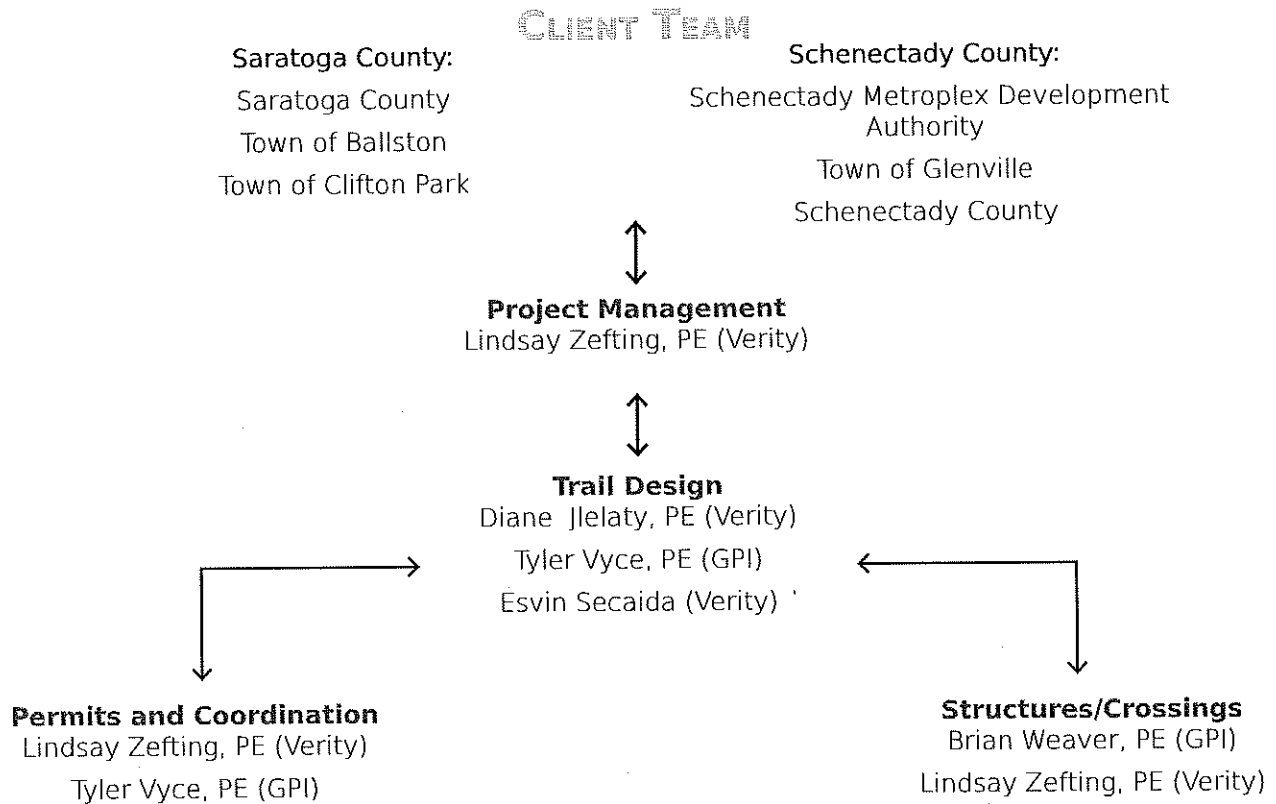 CLIENT TEAM
Saratoga County:
Saratoga County
Town of Ballston
Town of Clifton Park
Schenectady County:
Schenectady Metroplex Development
Authority
Town of Glenville
Schenectady County
Project Management
Lindsay Zefting, PE (Verity)
Trail Design
Diane Jlelaty, PE (Verity)
Tyler Vyce, PE (GPI)
Esvin Secaida (Verity)
Permits and Coordination
Lindsay Zefting, PE (Verity)
Tyler Vyce, PE (GPI)
Structures/Crossings
Brian Weaver, PE (GPI)
Lindsay Zefting, PE (Verity)